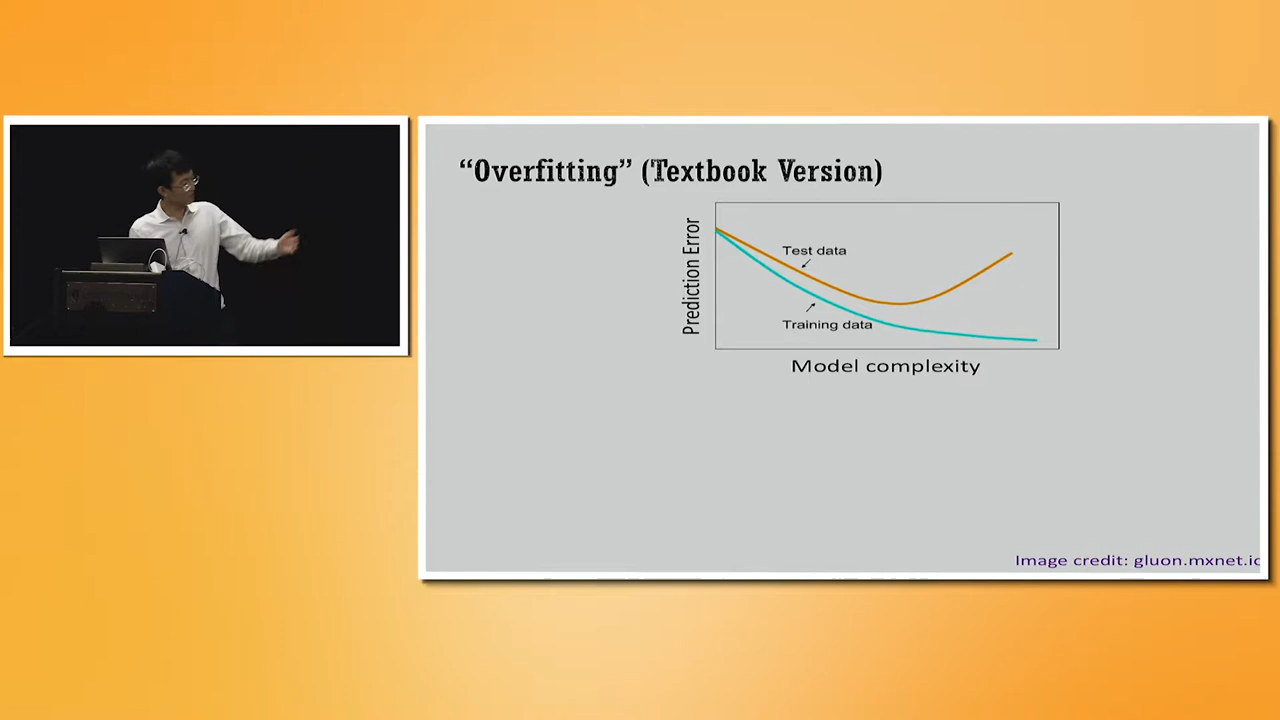 “Overfitting” (Textbook Version)
Prediction Error
Test data
Training data
Model complexity
Image credit: gluon.mxnet.io